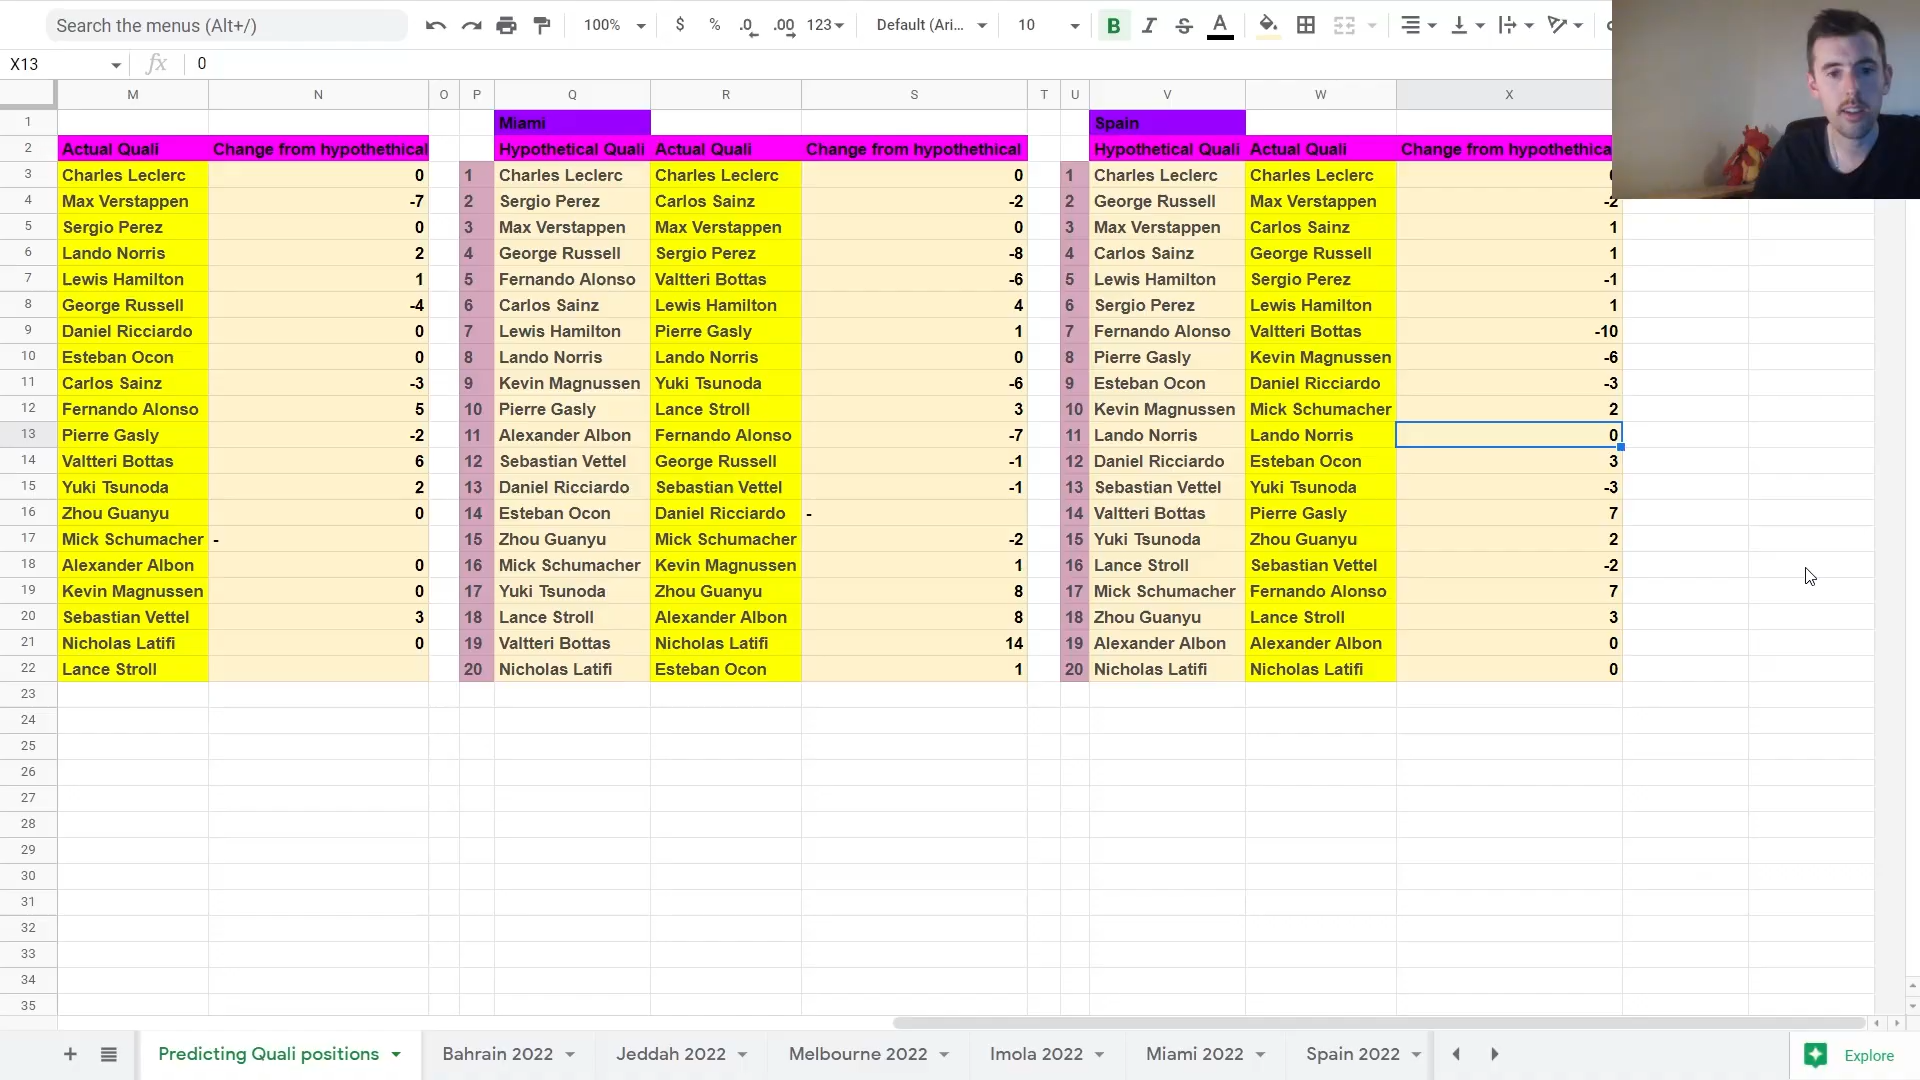 Search the menus (Alt+/) 100% $ % .0 .00 123 Default (Ari... 10 B I S A
X13 fx 0
M N O P Q R S T U V W X
1 Miami Spain
2 Actual Quali Change from hypothethical Hypothetical Quali Actual Quali Change from hypothethical Hypothetical Quali Actual Quali Change from hypothethica
3 Charles Leclerc 0 1 Charles Leclerc Charles Leclerc 0 1 Charles Leclerc Charles Leclerc
4 Max Verstappen -7 2 Sergio Perez Carlos Sainz -2 2 George Russell Max Verstappen -2
5 Sergio Perez 0 3 Max Verstappen Max Verstappen 0 3 Max Verstappen Carlos Sainz 1
6 Lando Norris 2 4 George Russell Sergio Perez -8 4 Carlos Sainz George Russell 1
7 Lewis Hamilton 1 5 Fernando Alonso Valtteri Bottas -6 5 Lewis Hamilton Sergio Perez -1
8 George Russell -4 6 Carlos Sainz Lewis Hamilton 4 6 Sergio Perez Lewis Hamilton 1
9 Daniel Ricciardo 0 7 Lewis Hamilton Pierre Gasly 1 7 Fernando Alonso Valtteri Bottas -10
10 Esteban Ocon 0 8 Lando Norris Lando Norris 0 8 Pierre Gasly Kevin Magnussen -6
11 Carlos Sainz -3 9 Kevin Magnussen Yuki Tsunoda -6 9 Esteban Ocon Daniel Ricciardo -3
12 Fernando Alonso 5 10 Pierre Gasly Lance Stroll 3 10 Kevin Magnussen Mick Schumacher 2
13 Pierre Gasly -2 11 Alexander Albon Fernando Alonso -7 11 Lando Norris Lando Norris 0
14 Valtteri Bottas 6 12 Sebastian Vettel George Russell -1 12 Daniel Ricciardo Esteban Ocon 3
15 Yuki Tsunoda 2 13 Daniel Ricciardo Sebastian Vettel -1 13 Sebastian Vettel Yuki Tsunoda -3
16 Zhou Guanyu 0 14 Esteban Ocon Daniel Ricciardo - 14 Valtteri Bottas Pierre Gasly 7
17 Mick Schumacher - 15 Zhou Guanyu Mick Schumacher -2 15 Yuki Tsunoda Zhou Guanyu 2
18 Alexander Albon 0 16 Mick Schumacher Kevin Magnussen 1 16 Lance Stroll Sebastian Vettel -2
19 Kevin Magnussen 0 17 Yuki Tsunoda Zhou Guanyu 8 17 Mick Schumacher Fernando Alonso 7
20 Sebastian Vettel 3 18 Lance Stroll Alexander Albon 8 18 Zhou Guanyu Lance Stroll 3
21 Nicholas Latifi 0 19 Valtteri Bottas Nicholas Latifi 14 19 Alexander Albon Alexander Albon 0
22 Lance Stroll 20 Nicholas Latifi Esteban Ocon 1 20 Nicholas Latifi Nicholas Latifi 0
23
24
25
26
27
28
29
30
31
32
33
34
35
Predicting Quali positions Bahrain 2022 Jeddah 2022 Melbourne 2022 Imola 2022 Miami 2022 Spain 2022 Explore